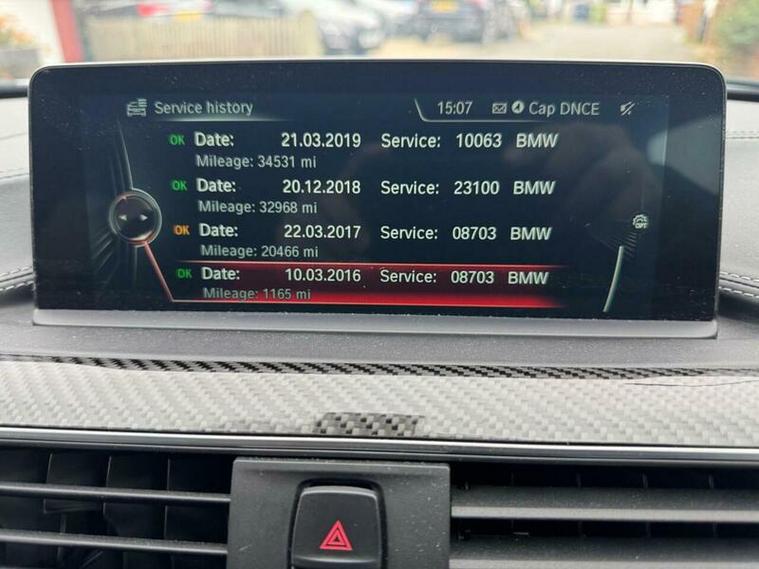 Service history 15:07 Cap DNCE
OK Date: 21.03.2019 Service: 10063 BMW
Mileage: 34531 mi
OK Date: 20.12.2018 Service: 23100 BMW
Mileage: 32968 mi
OK Date: 22.03.2017 Service: 08703 BMW
Mileage: 20466 mi
OK Date: 10.03.2016 Service: 08703 BMW
Mileage: 1165 mi